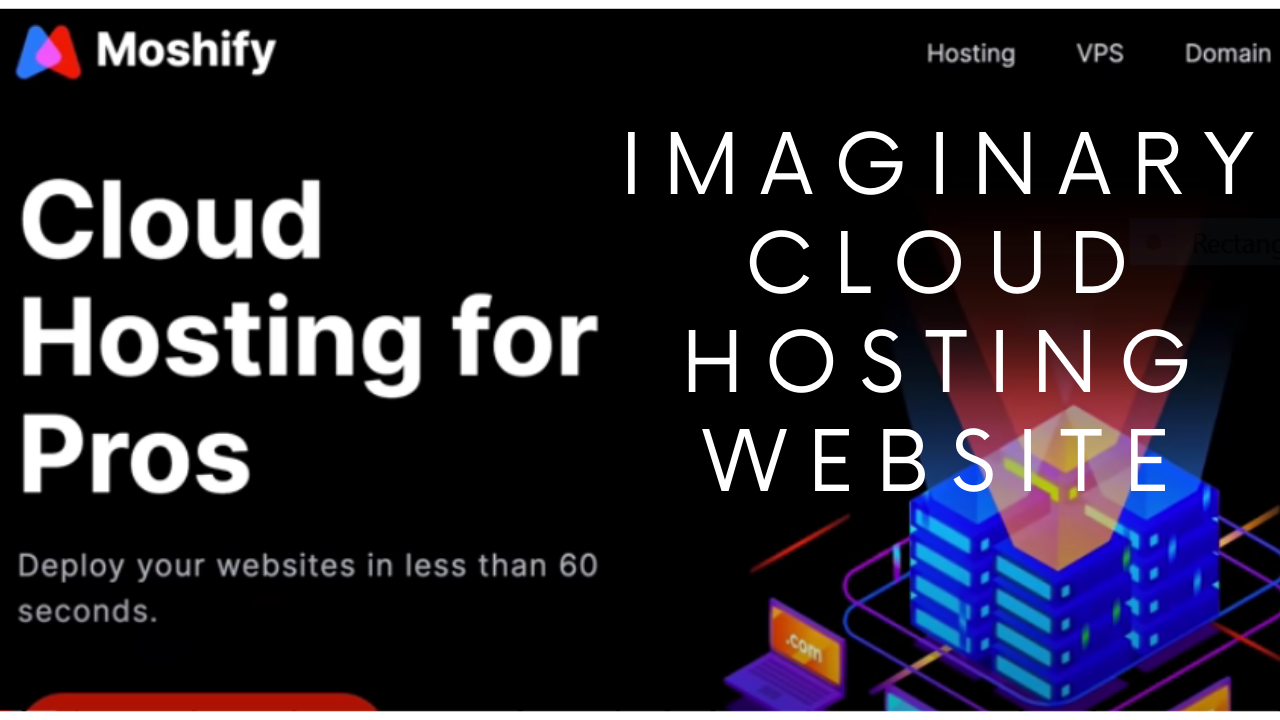 Moshify
Hosting VPS Domain
Cloud
Hosting for
Pros
Deploy your websites in less than 60
seconds.
IMAGINARY
CLOUD
HOSTING
WEBSITE
.com